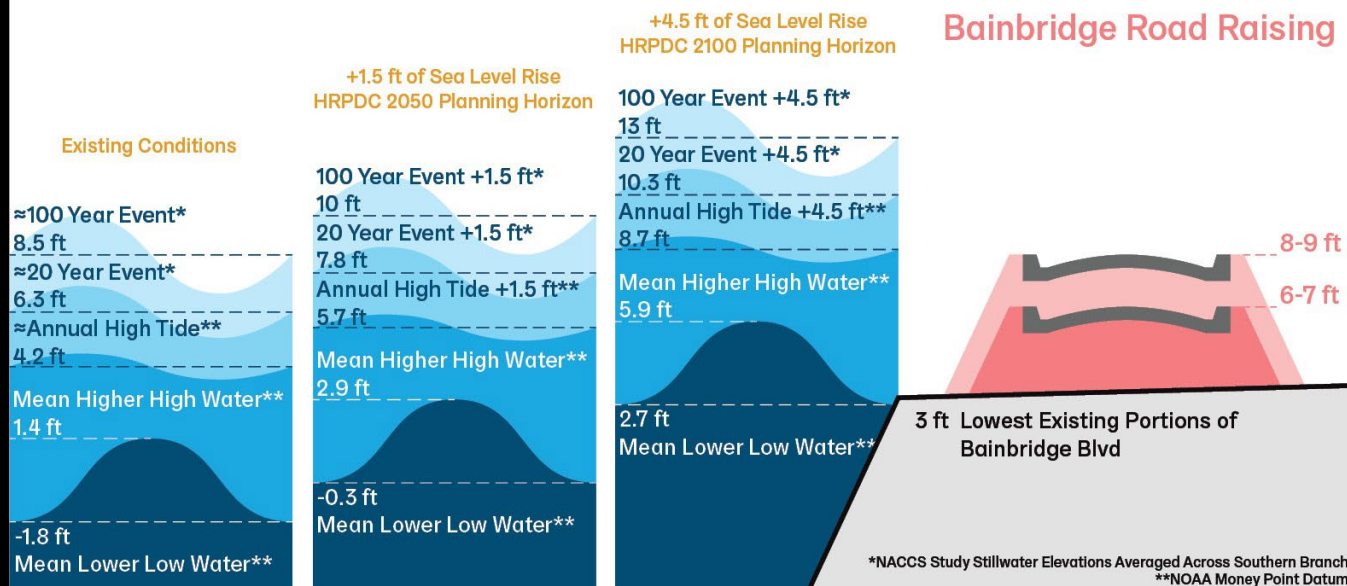 Existing Conditions
≈100 Year Event*
8.5 ft
≈20 Year Event*
6.3 ft
≈Annual High Tide**
4.2 ft
Mean Higher High Water**
1.4 ft
-1.8 ft
Mean Lower Low Water**
+1.5 ft of Sea Level Rise
HRPDC 2050 Planning Horizon
100 Year Event +1.5 ft*
10 ft
20 Year Event +1.5 ft*
7.8 ft
Annual High Tide +1.5 ft**
5.7 ft
Mean Higher High Water**
2.9 ft
-0.3 ft
Mean Lower Low Water**
+4.5 ft of Sea Level Rise
HRPDC 2100 Planning Horizon
100 Year Event +4.5 ft*
13 ft
20 Year Event +4.5 ft*
10.3 ft
Annual High Tide +4.5 ft**
8.7 ft
Mean Higher High Water**
5.9 ft
2.7 ft
Mean Lower Low Water**
Bainbridge Road Raising
8-9 ft
6-7 ft
3 ft Lowest Existing Portions of
Bainbridge Blvd
*NACCS Study Stillwater Elevations Averaged Across Southern Branch
**NOAA Money Point Datum